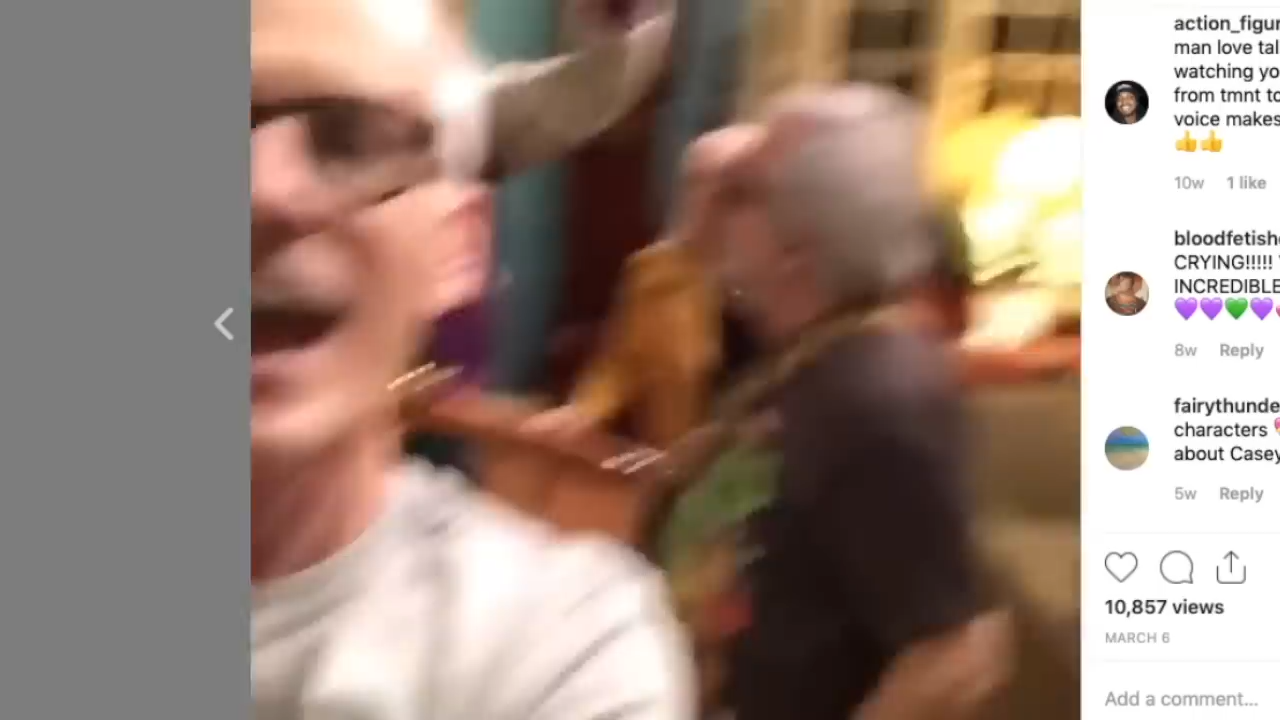 action_figur
man love tal
watching yo
from tmnt to
voice makes
👍👍
10w 1 like
bloodfetish
CRYING!!!!!
INCREDIBLE
💜💜💚💜
8w Reply
fairythunde
characters
about Casey
5w Reply
10,857 views
MARCH 6
Add a comment...